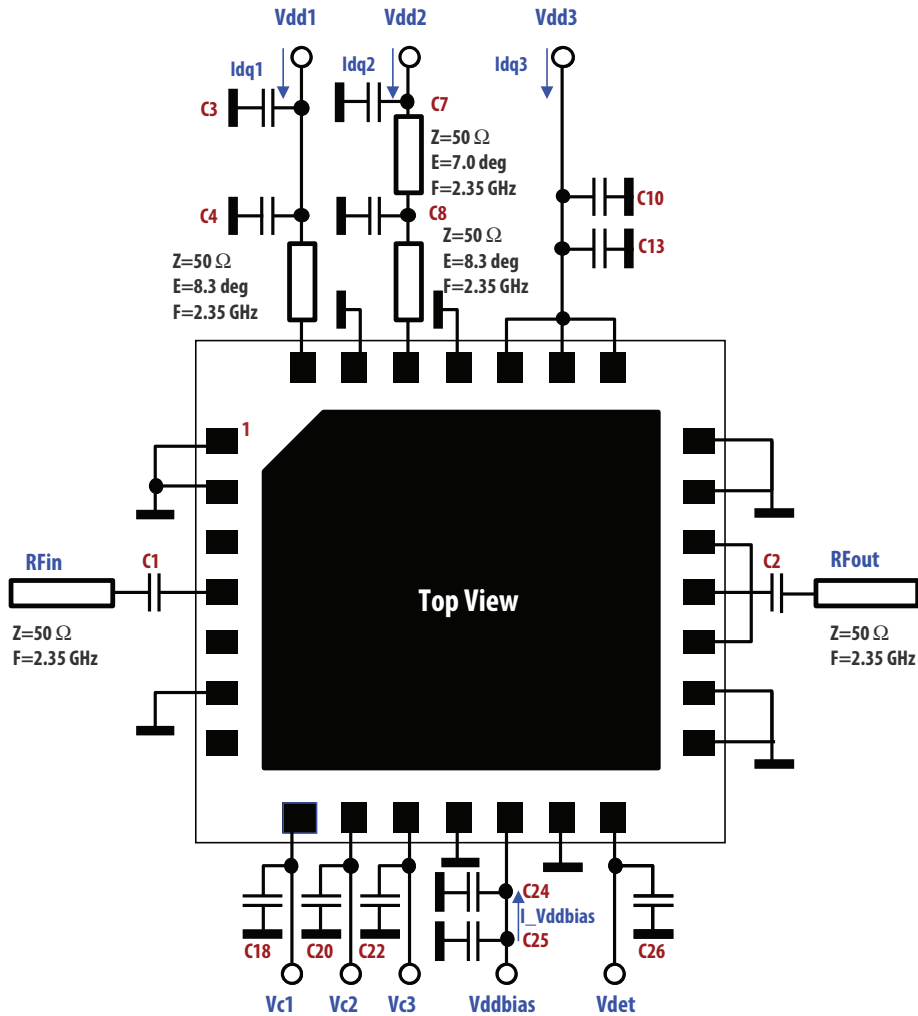 Vdd1
Vdd2
Vdd3
Idq1
Idq2
Idq3
C3
C7
Z=50 Ω
E=7.0 deg
F=2.35 GHz
C10
C4
C8
C13
Z=50 Ω
E=8.3 deg
F=2.35 GHz
Z=50 Ω
E=8.3 deg
F=2.35 GHz
1
RFin
C1
Top View
C2
RFout
Z=50 Ω
F=2.35 GHz
Z=50 Ω
F=2.35 GHz
C24
I_Vddbias
C18
C20
C22
C25
C26
Vc1
Vc2
Vc3
Vddbias
Vdet